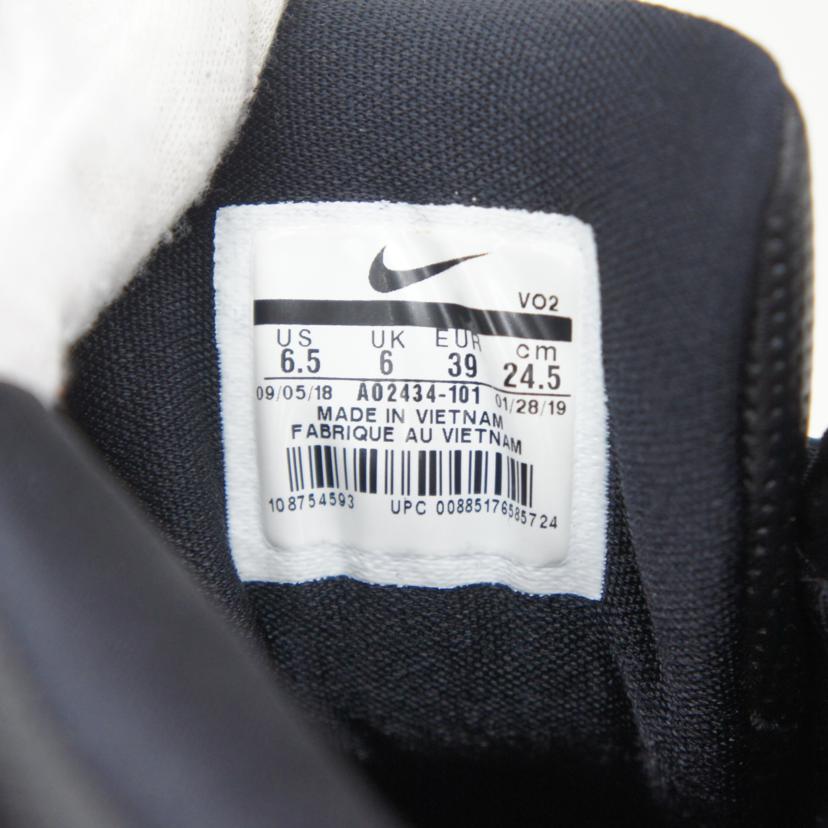 VO2
US UK EUR cm
6.5 6 39 24.5
09/05/18 AO2434-101 01/28/19
MADE IN VIETNAM
FABRIQUE AU VIETNAM
108754593 UPC 00885176585724